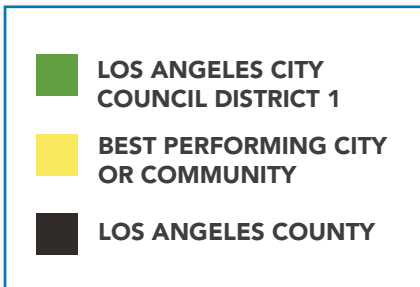 LOS ANGELES CITY
COUNCIL DISTRICT 1
BEST PERFORMING CITY
OR COMMUNITY
LOS ANGELES COUNTY